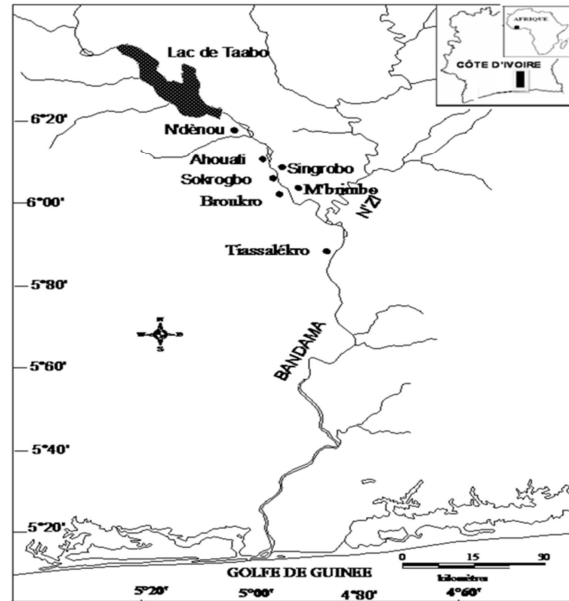 AFRIQUE
CÔTE D'IVOIRE
Lac de Taabo
6°20'
N'dènou
Ahouati
Singrobo
Sokrogbo
M'brimbo
6°00'
Broukro
N'ZI
Tiassalékro
5°80'
N
W
S
5°60'
BANDAMA
5°40'
5°20'
0 15 30
kilomètres
GOLFE DE GUINEE
5°20' 5°00' 4°80' 4°60'